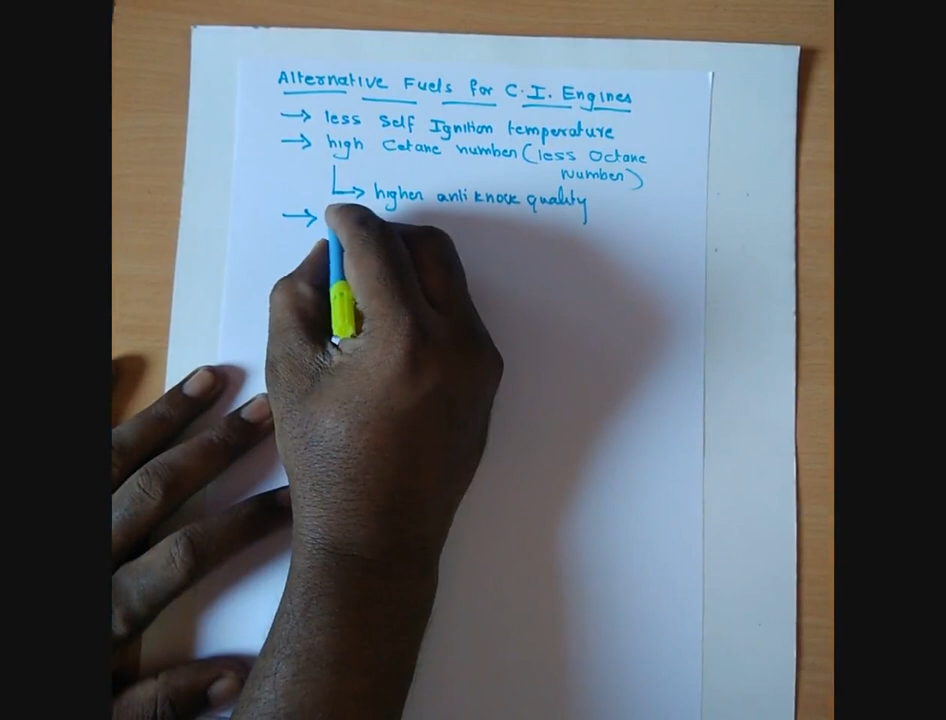 Alternative Fuels for C.I. Engines
→ less Self Ignition temperature
→ high Cetane number (less Octane
Number)
↳ higher anti knock quality
→